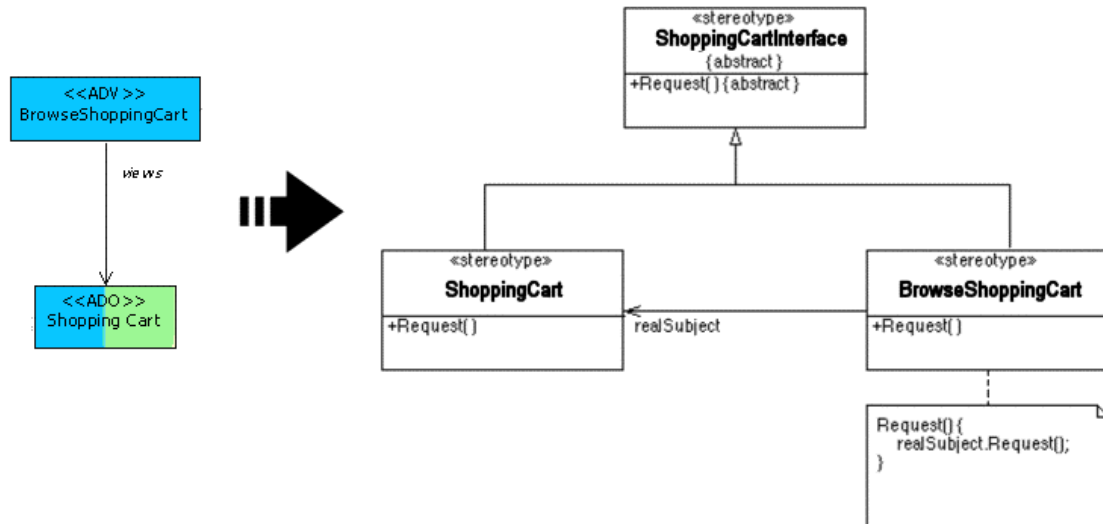 <<ADV>>
BrowseShoppingCart
views
<<ADO>>
Shopping Cart
«stereotype»
ShoppingCartInterface
{abstract}
+Request(){abstract}
«stereotype»
ShoppingCart
+Request()
realSubject
«stereotype»
BrowseShoppingCart
+Request()
Request(){
realSubject.Request();
}